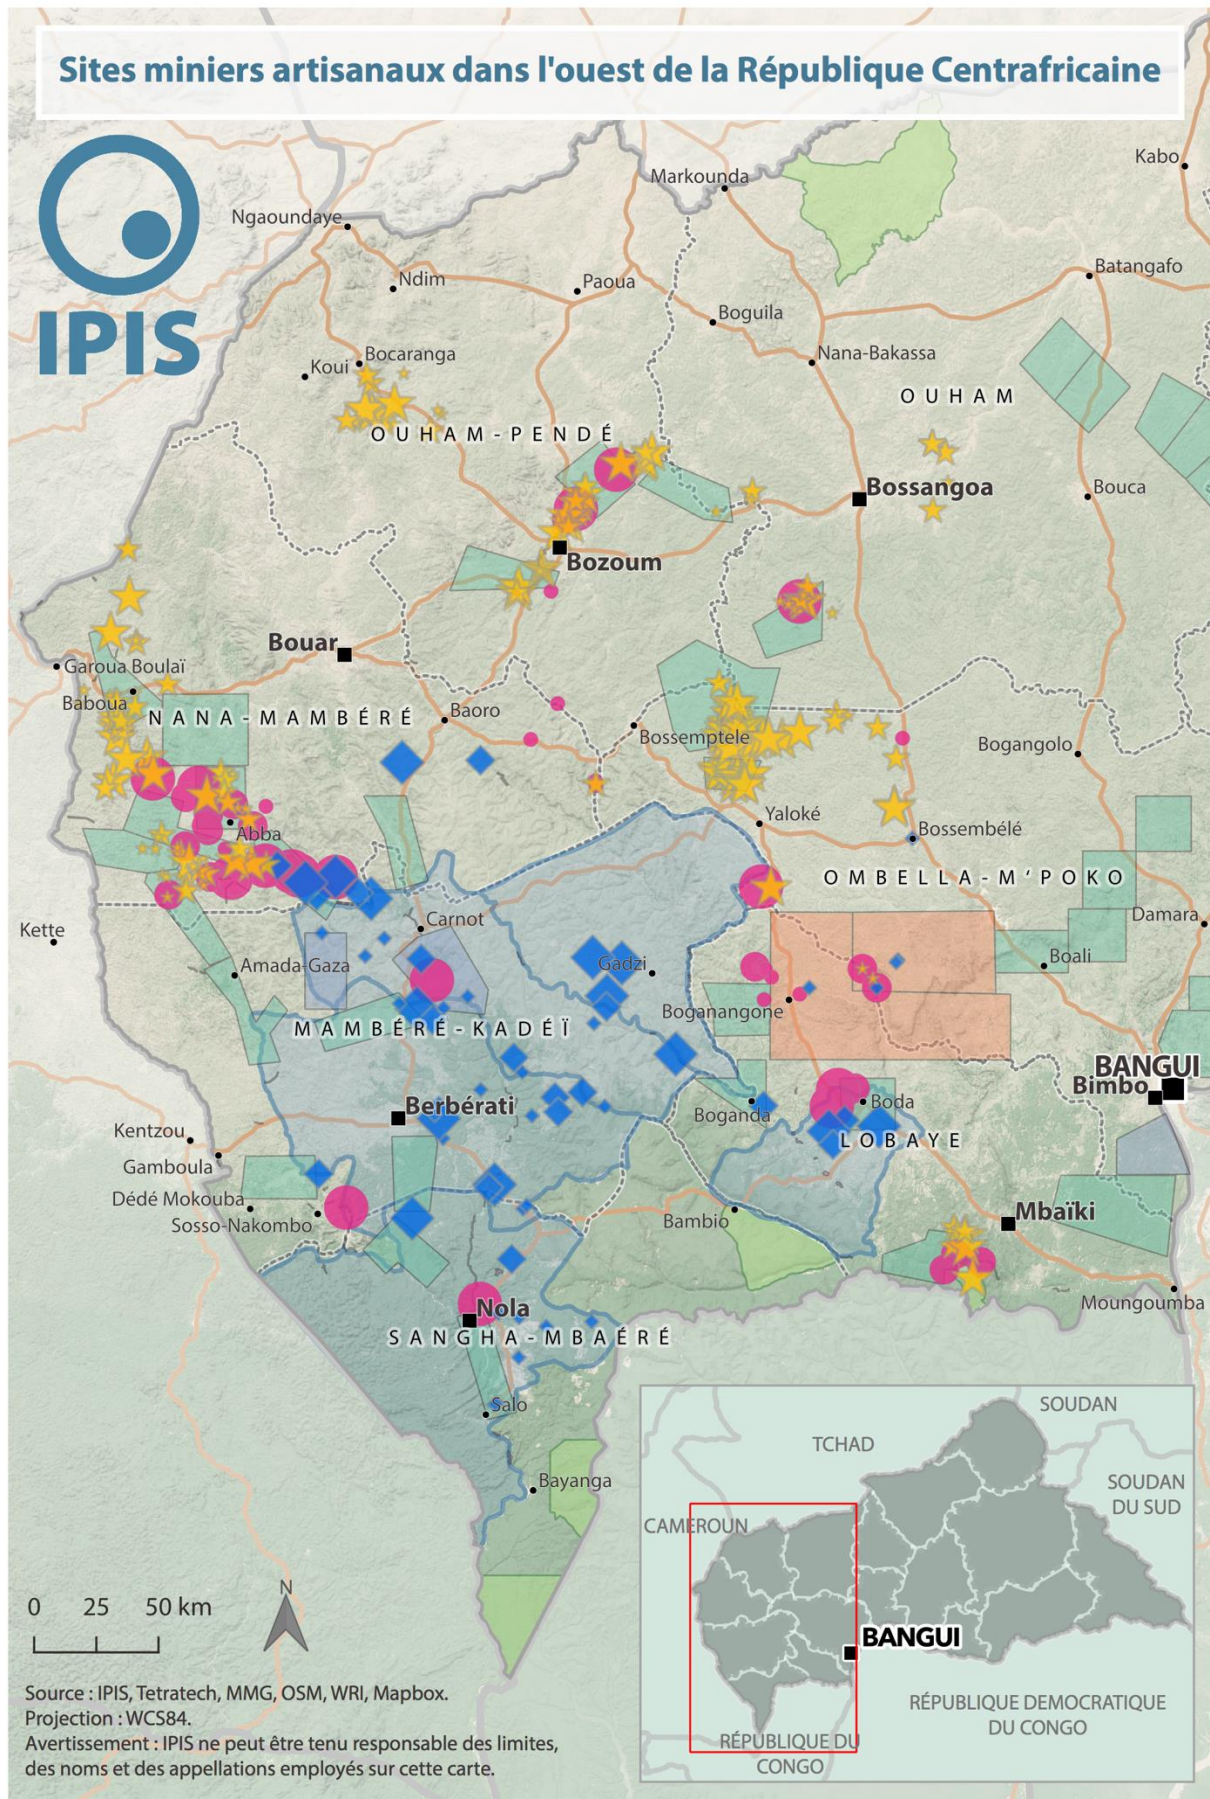 Sites miniers artisanaux dans l'ouest de la République Centrafricaine
IPIS
Kabo
Markounda
Ngaoundaye
Batangafo
Ndim
Paoua
Boguila
Nana-Bakassa
Bocaranga
Koui
OUHAM
OUHAM-PENDÉ
Bossangoa
Bouca
Bozoum
Bouar
Garoua Boulaï
Baboua
NANA-MAMBÉRÉ
Baoro
Bossemptele
Bogangolo
Yaloké
Bossembélé
Abba
OMBELLA-M'POKO
Carnot
Damara
Kette
Amada-Gaza
Gadzi
Boali
Boganangone
MAMBÉRÉ-KADÉÏ
BANGUI
Bimbo
Berbérati
Boganda
Boda
Kentzou
LOBAYE
Gamboula
Dédé Mokouba
Sosso-Nakombo
Bambio
Mbaïki
Moungoumba
Nola
SANGHA-MBAÉRÉ
Salo
Bayanga
SOUDAN
TCHAD
SOUDAN
DU SUD
CAMEROUN
BANGUI
RÉPUBLIQUE DEMOCRATIQUE
DU CONGO
RÉPUBLIQUE DU
CONGO
N
0 25 50 km
Source : IPIS, Tetratech, MMG, OSM, WRI, Mapbox.
Projection : WCS84.
Avertissement : IPIS ne peut être tenu responsable des limites,
des noms et des appellations employés sur cette carte.